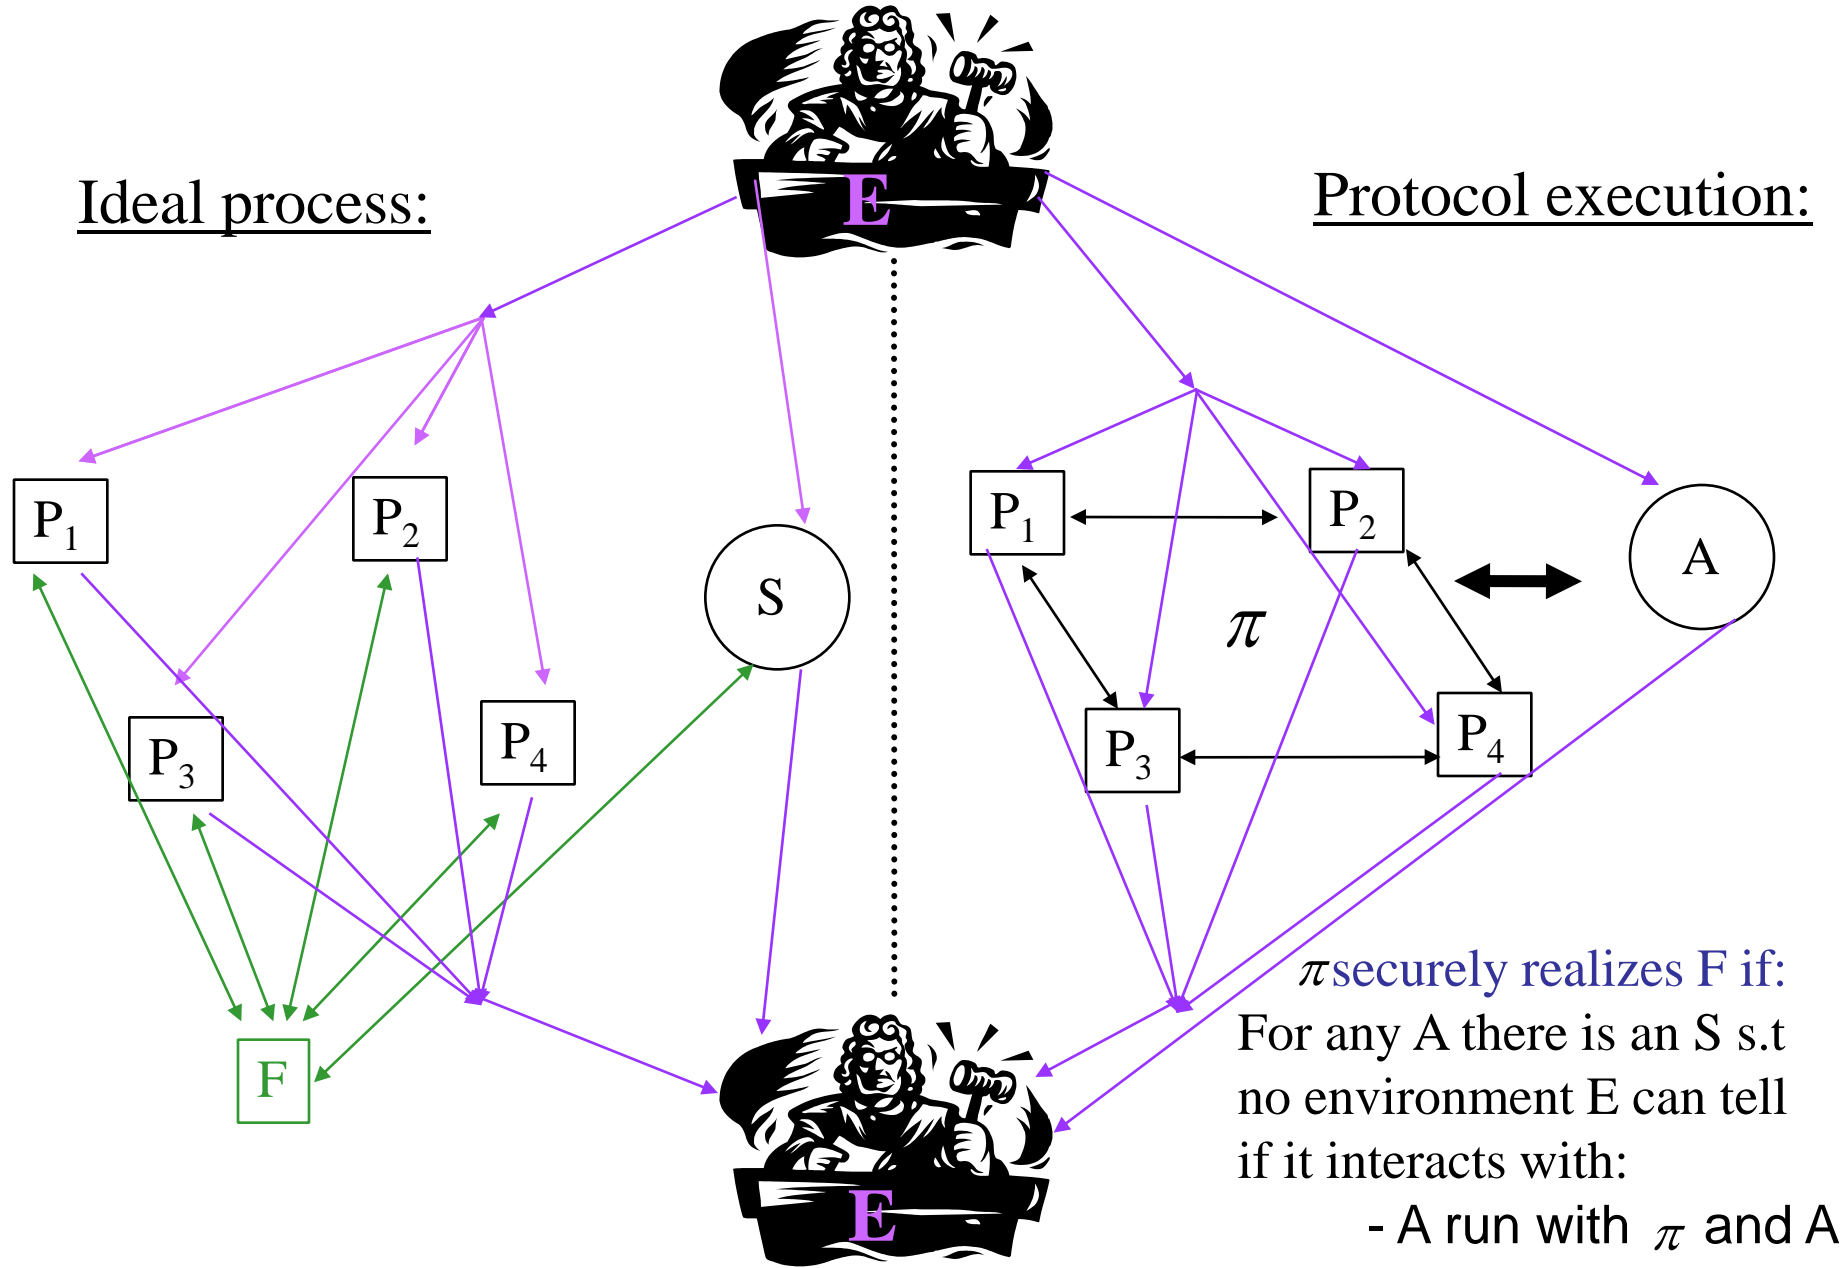 E
Ideal process:
Protocol execution:
P1
P2
S
P3
P4
F
P1
P2
A
π
P3
P4
π securely realizes F if:
For any A there is an S s.t
no environment E can tell
if it interacts with:
- A run with π and A
E